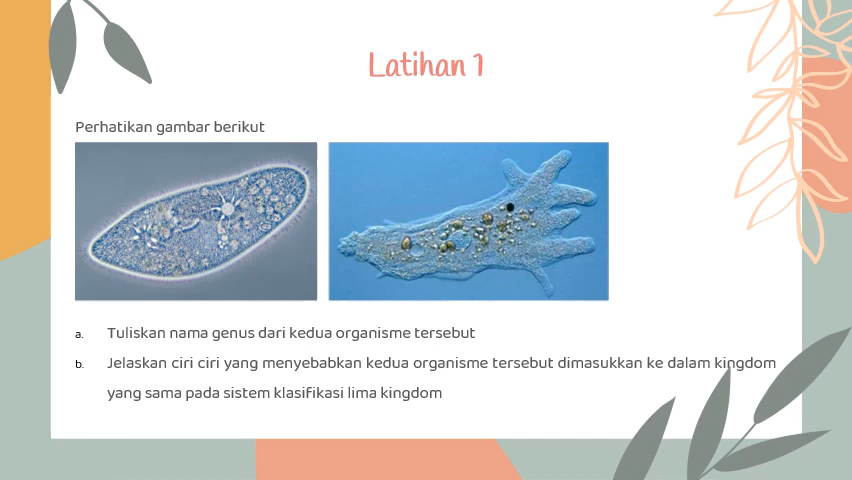 Latihan 1
Perhatikan gambar berikut
a. Tuliskan nama genus dari kedua organisme tersebut
b. Jelaskan ciri ciri yang menyebabkan kedua organisme tersebut dimasukkan ke dalam kingdom
yang sama pada sistem klasifikasi lima kingdom